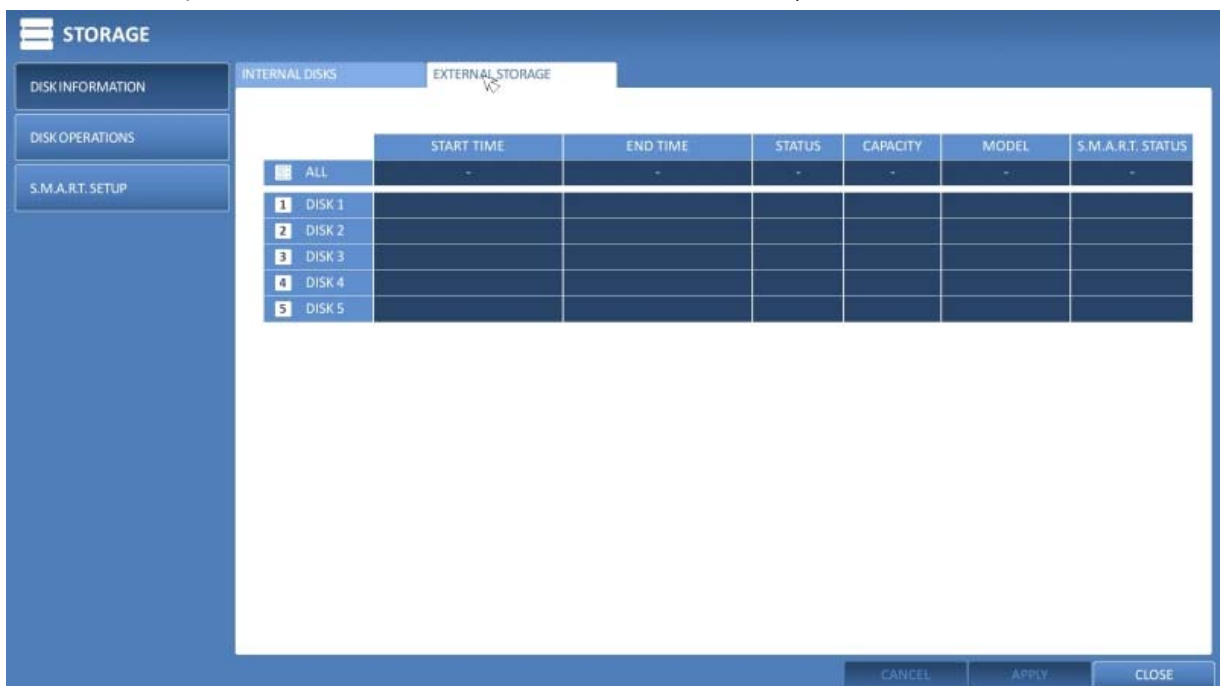 STORAGE
DISK INFORMATION
DISK OPERATIONS
S.M.A.R.T. SETUP
INTERNAL DISKS EXTERNAL STORAGE
START TIME END TIME STATUS CAPACITY MODEL S.M.A.R.T. STATUS
ALL - - - - - -
1 DISK 1
2 DISK 2
3 DISK 3
4 DISK 4
5 DISK 5
CANCEL APPLY CLOSE